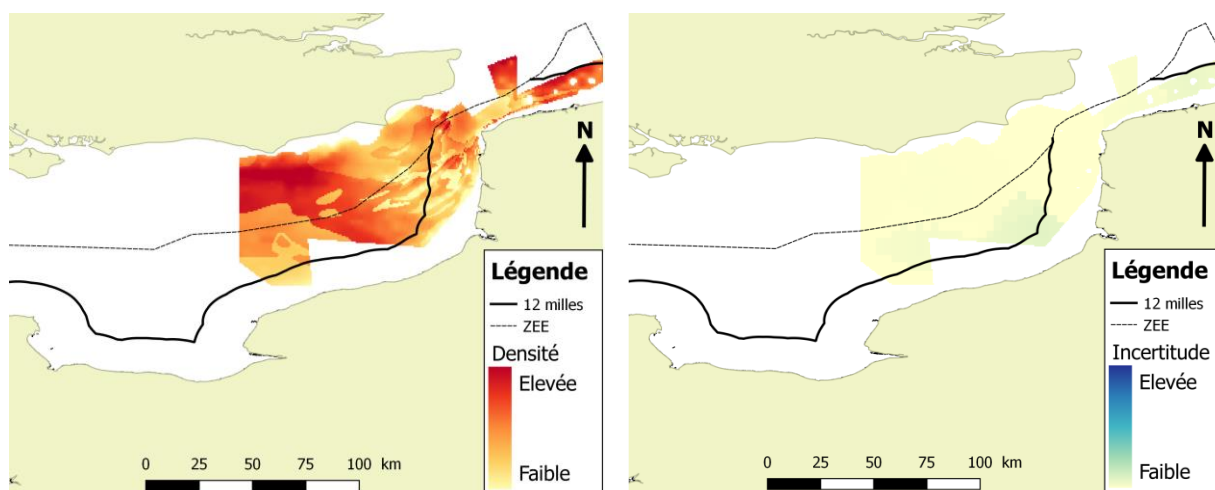 N
Légende
12 milles
ZEE
Densité
Elevée
Faible
0 25 50 75 100 km
N
Légende
12 milles
ZEE
Incertitude
Elevée
Faible
0 25 50 75 100 km